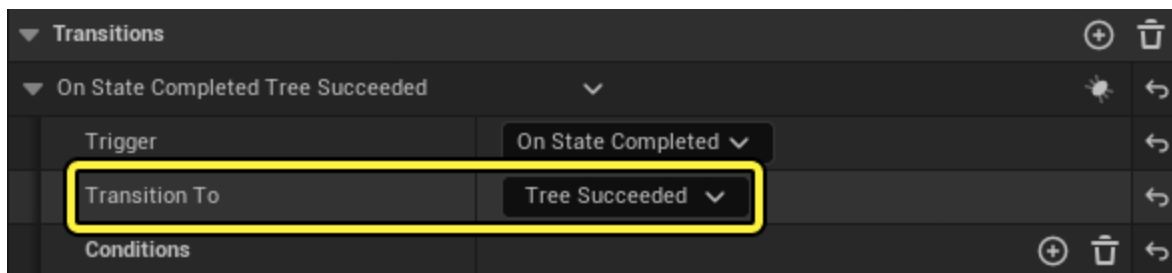 Transitions
On State Completed Tree Succeeded
Trigger On State Completed
Transition To Tree Succeeded
Conditions